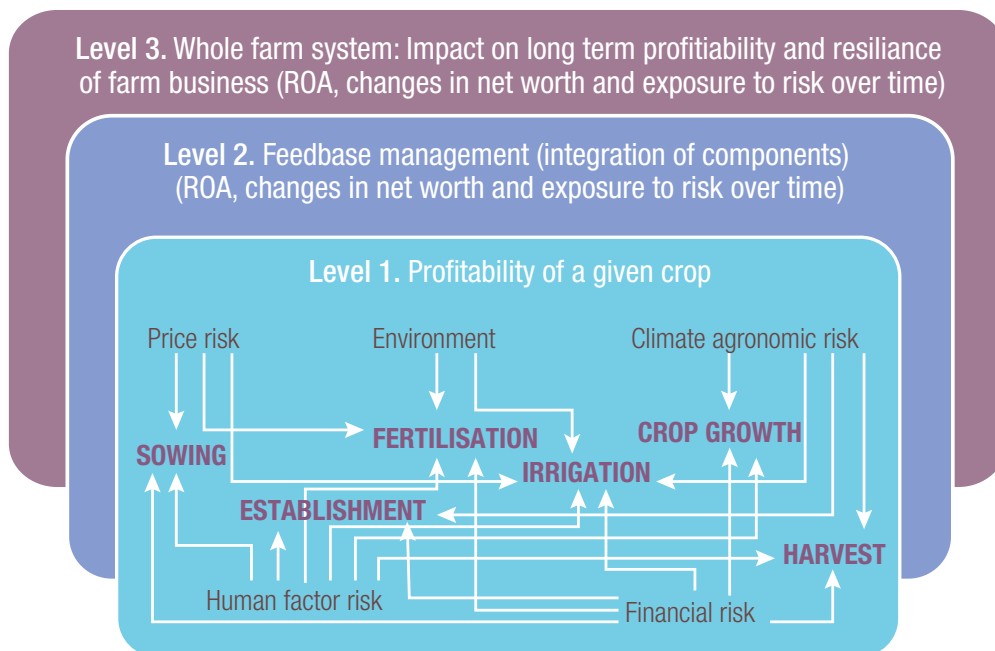 Level 3. Whole farm system: Impact on long term profitiability and resiliance
of farm business (ROA, changes in net worth and exposure to risk over time)
Level 2. Feedbase management (integration of components)
(ROA, changes in net worth and exposure to risk over time)
Level 1. Profitability of a given crop
Price risk
Environment
Climate agronomic risk
SOWING
FERTILISATION
CROP GROWTH
IRRIGATION
ESTABLISHMENT
HARVEST
Human factor risk
Financial risk